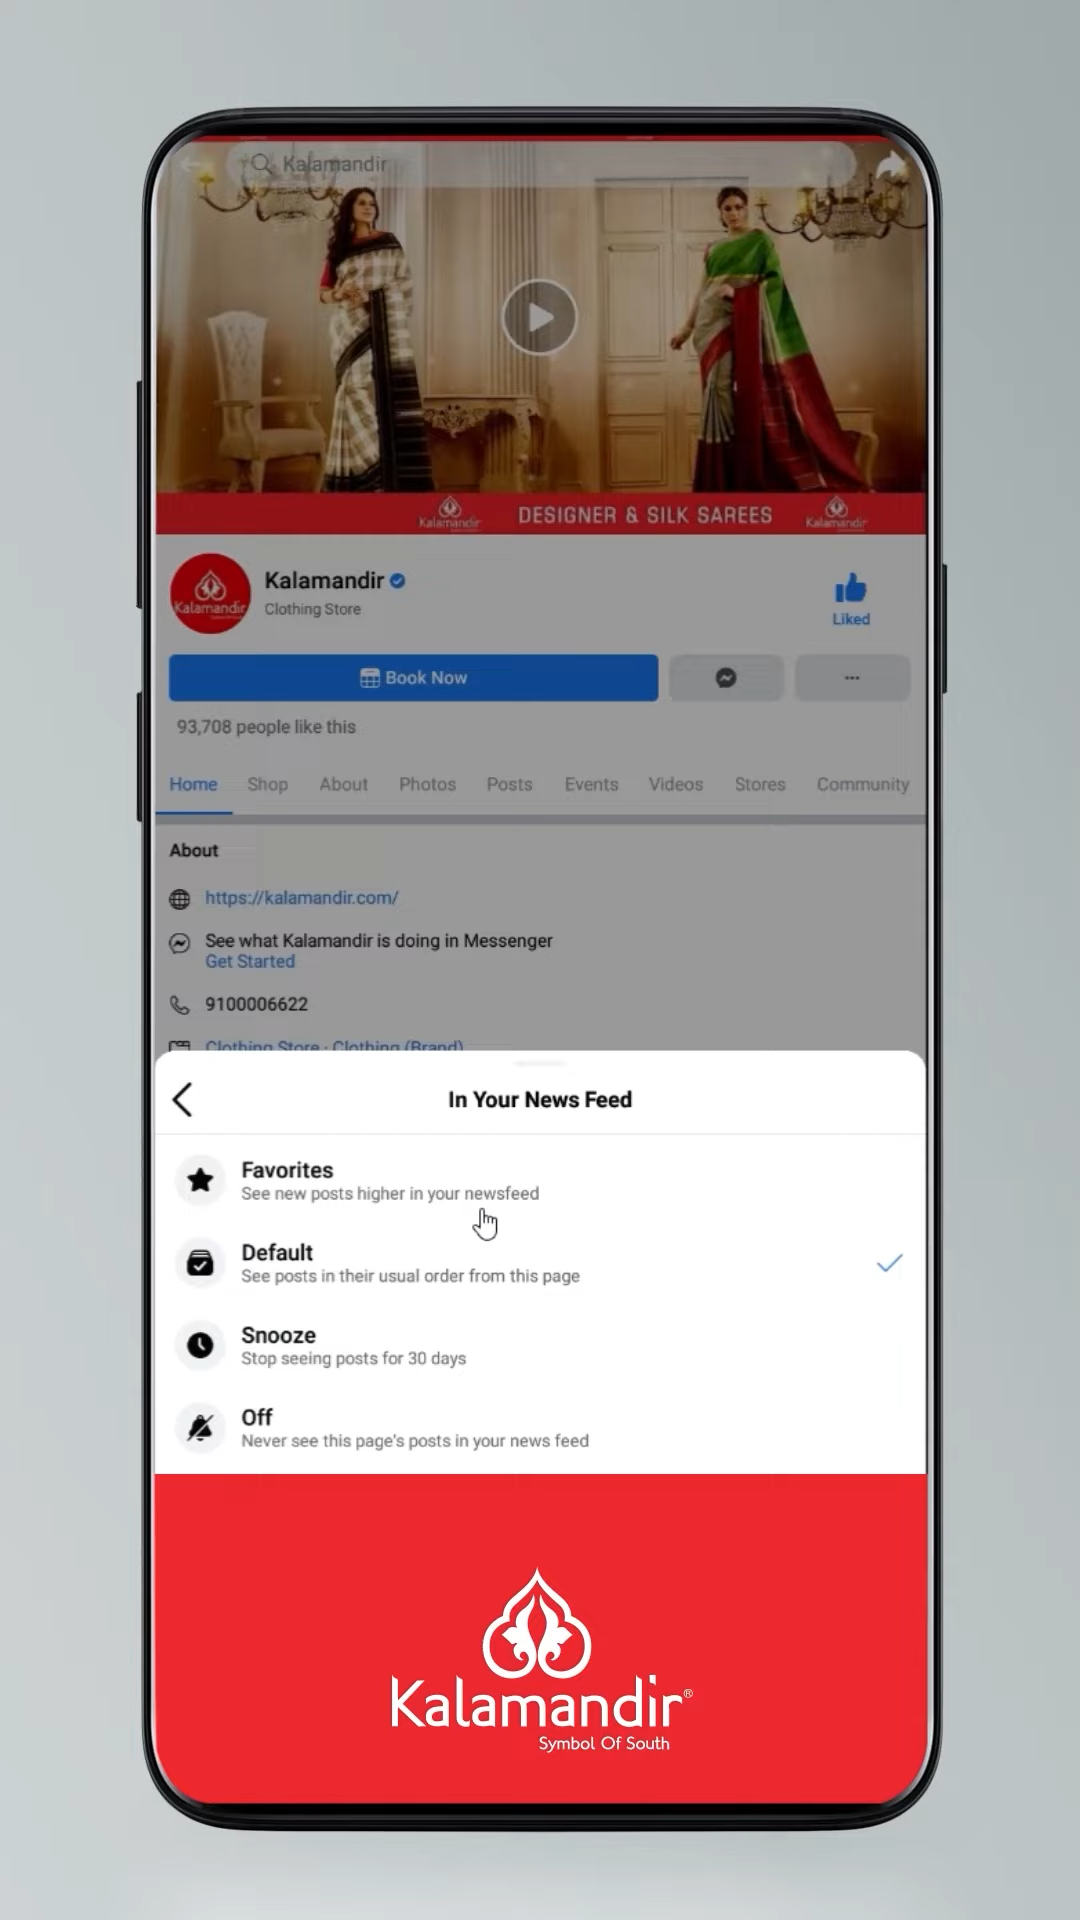 Kalamandir
Kalamandir
DESIGNER & SILK SAREES
Kalamandir
Kalamandir
Kalamandir
Clothing Store
Liked
Book Now
93,708 people like this
Home Shop About Photos Posts Events Videos Stores Community
About
https://kalamandir.com/
See what Kalamandir is doing in Messenger
Get Started
9100006622
Clothing Store · Clothing (Brand)
In Your News Feed
Favorites
See new posts higher in your newsfeed
Default
See posts in their usual order from this page
Snooze
Stop seeing posts for 30 days
Off
Never see this page's posts in your news feed
Kalamandir®
Symbol Of South